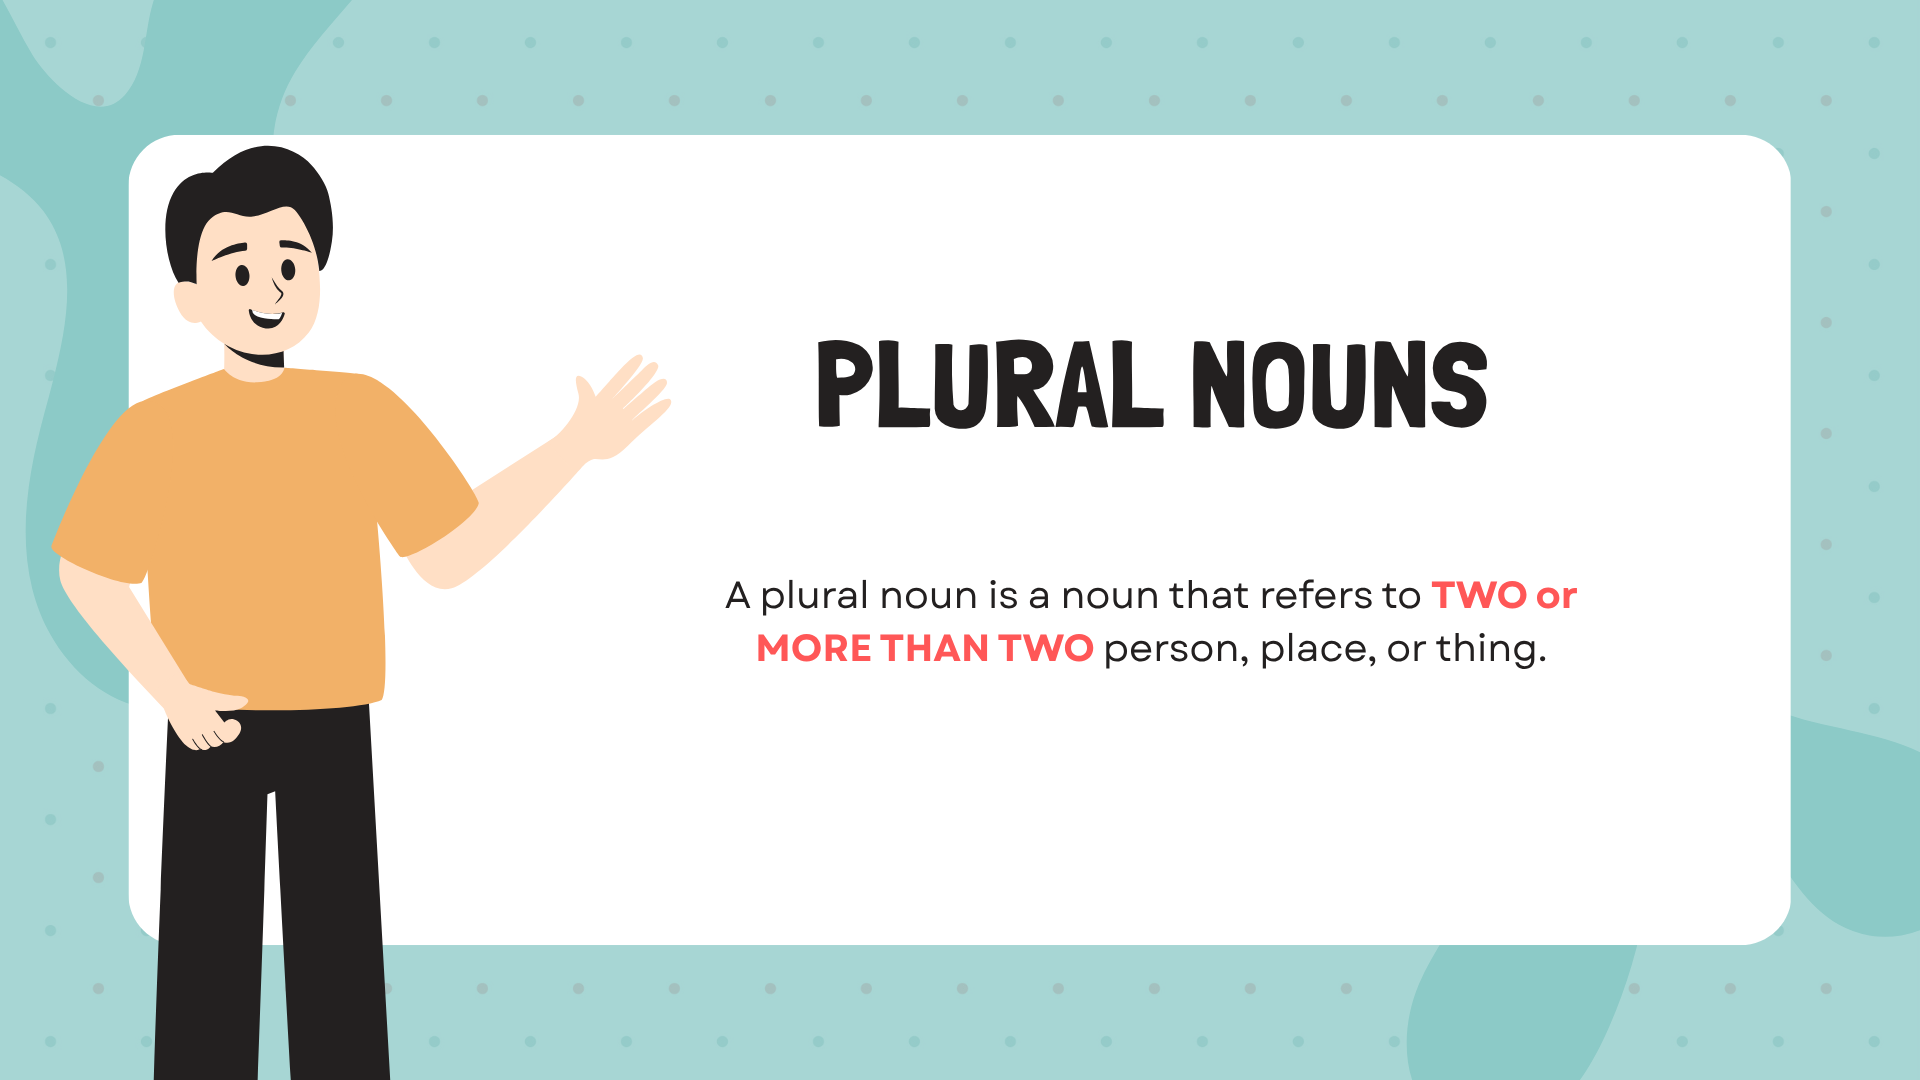 PLURAL NOUNS
A plural noun is a noun that refers to TWO or
MORE THAN TWO person, place, or thing.